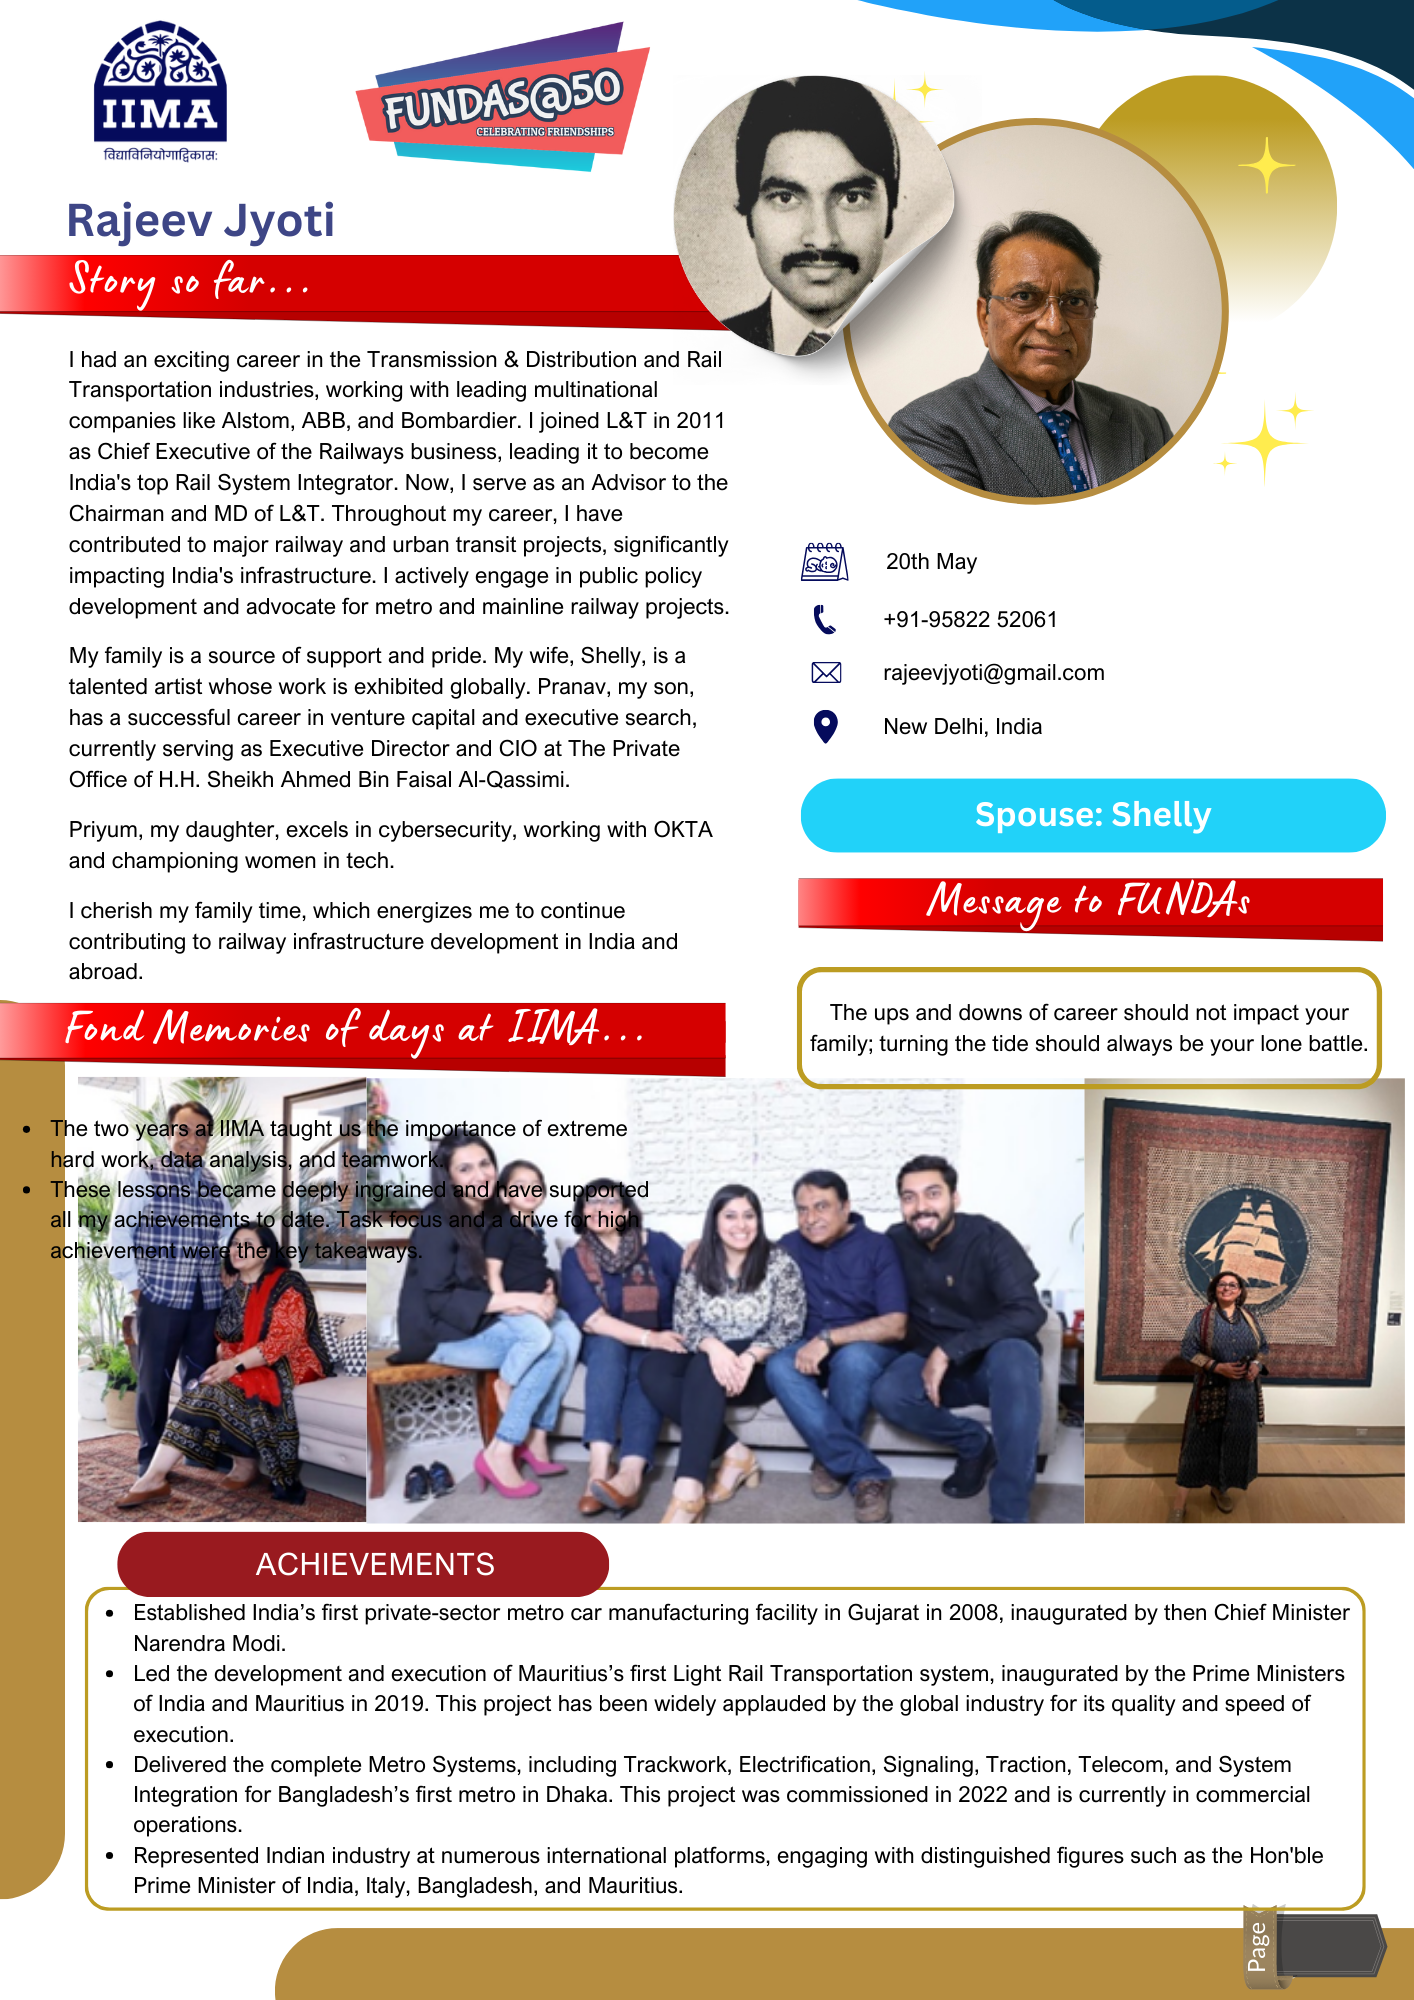 IIMA
विद्याविनियोगाद्विकास:
FUNDAS@50
CELEBRATING FRIENDSHIPS
Rajeev Jyoti
Story so far...
I had an exciting career in the Transmission & Distribution and Rail
Transportation industries, working with leading multinational
companies like Alstom, ABB, and Bombardier. I joined L&T in 2011
as Chief Executive of the Railways business, leading it to become
India's top Rail System Integrator. Now, I serve as an Advisor to the
Chairman and MD of L&T. Throughout my career, I have
contributed to major railway and urban transit projects, significantly
impacting India's infrastructure. I actively engage in public policy
development and advocate for metro and mainline railway projects.
My family is a source of support and pride. My wife, Shelly, is a
talented artist whose work is exhibited globally. Pranav, my son,
has a successful career in venture capital and executive search,
currently serving as Executive Director and CIO at The Private
Office of H.H. Sheikh Ahmed Bin Faisal Al-Qassimi.
Priyum, my daughter, excels in cybersecurity, working with OKTA
and championing women in tech.
I cherish my family time, which energizes me to continue
contributing to railway infrastructure development in India and
abroad.
20th May
+91-95822 52061
rajeevjyoti@gmail.com
New Delhi, India
Spouse: Shelly
Message to FUNDAs
The ups and downs of career should not impact your
family; turning the tide should always be your lone battle.
Fond Memories of days at IIMA...
• The two years at IIMA taught us the importance of extreme
hard work, data analysis, and teamwork.
• These lessons became deeply ingrained and have supported
all my achievements to date. Task focus and a drive for high
achievement were the key takeaways.
ACHIEVEMENTS
• Established India’s first private-sector metro car manufacturing facility in Gujarat in 2008, inaugurated by then Chief Minister
Narendra Modi.
• Led the development and execution of Mauritius’s first Light Rail Transportation system, inaugurated by the Prime Ministers
of India and Mauritius in 2019. This project has been widely applauded by the global industry for its quality and speed of
execution.
• Delivered the complete Metro Systems, including Trackwork, Electrification, Signaling, Traction, Telecom, and System
Integration for Bangladesh’s first metro in Dhaka. This project was commissioned in 2022 and is currently in commercial
operations.
• Represented Indian industry at numerous international platforms, engaging with distinguished figures such as the Hon'ble
Prime Minister of India, Italy, Bangladesh, and Mauritius.
Page